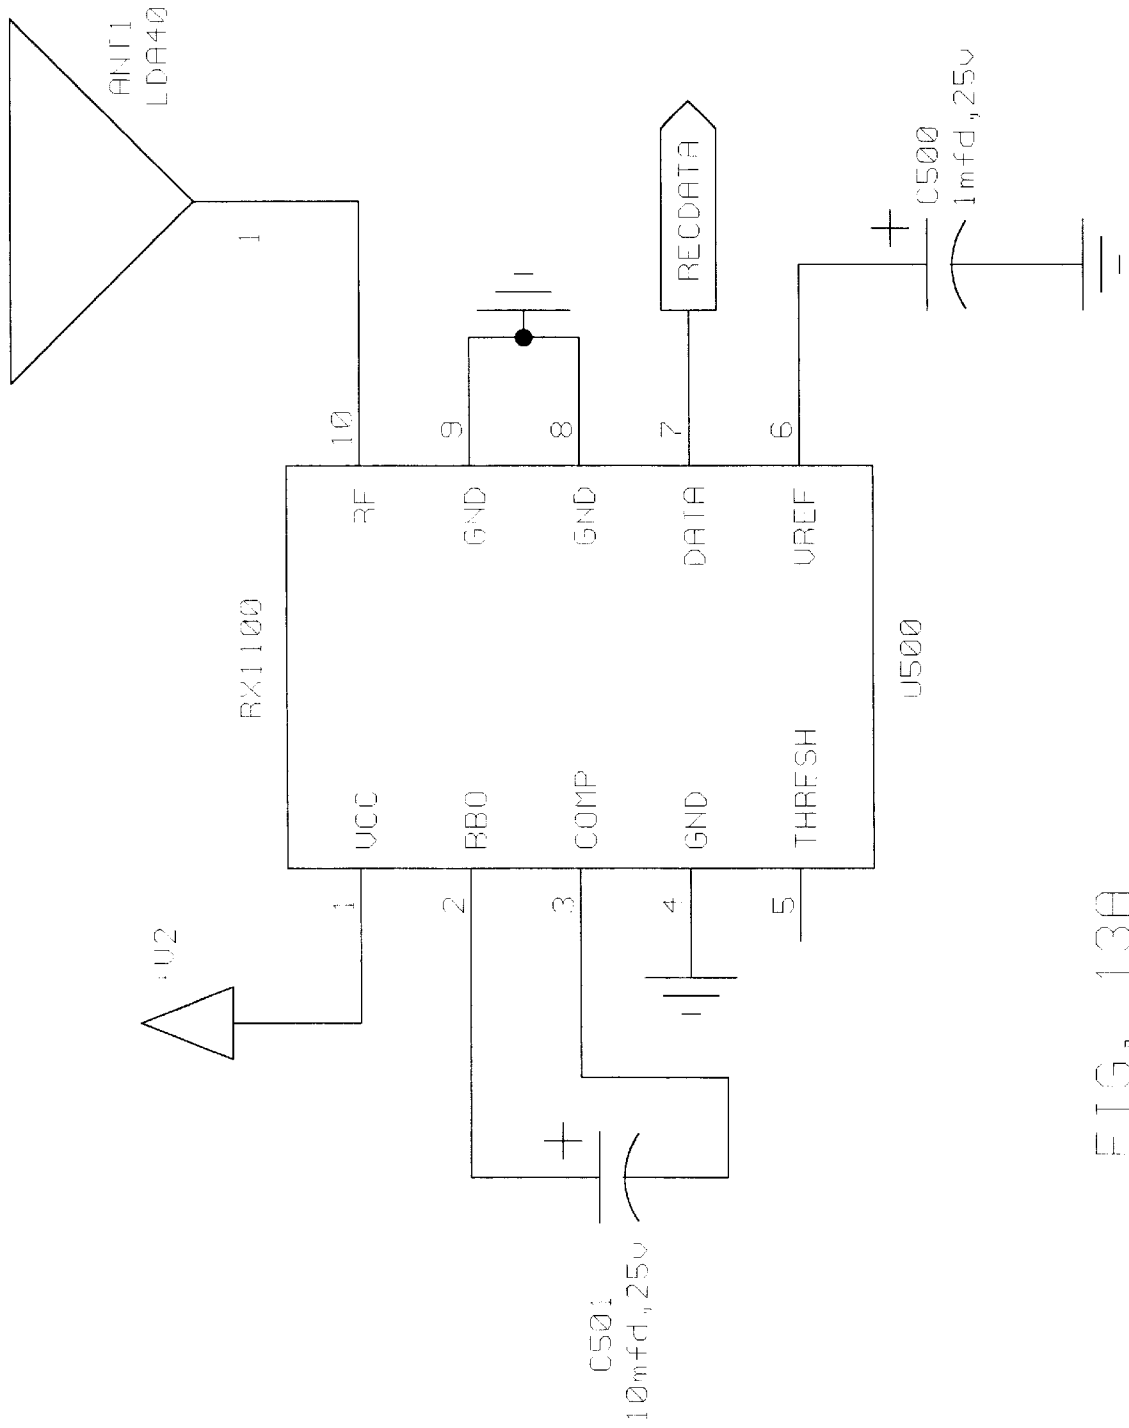 ANT1
LDA40
1
+V2
RX1100
1
VCC
RF
10
2
RBO
GND
9
3
COMP
GND
8
4
GND
DATA
7
RECDATA
5
THRESH
VREF
6
U500
+
C501
10mfd,25v
+
C500
1mfd,25v
FIG. 13A